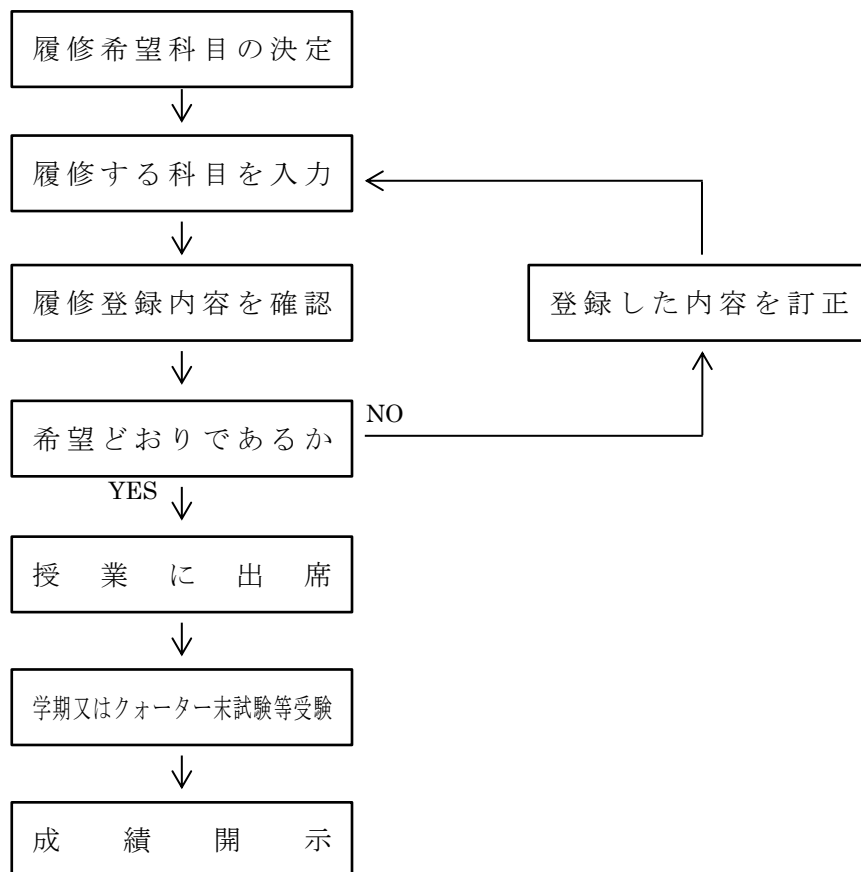 履修希望科目の決定
履修する科目を入力
履修登録内容を確認
登録した内容を訂正
希望どおりであるか
NO
YES
授業に出席
学期又はクォーター末試験等受験
成績開示